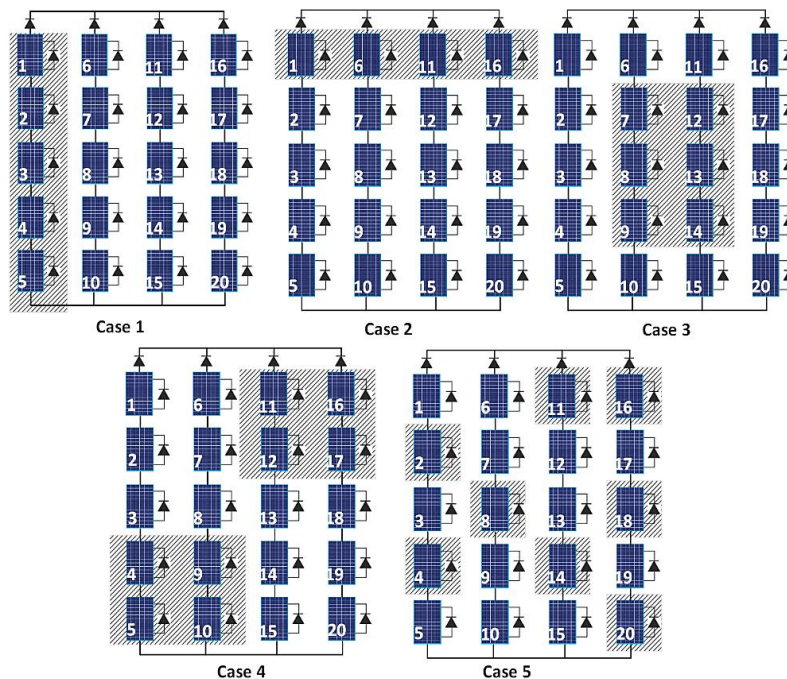 1 6 11 16 1 6 11 16 1 6 11 16
2 7 12 17 2 7 12 17 2 7 12 17
3 8 13 18 3 8 13 18 3 8 13 18
4 9 14 19 4 9 14 19 4 9 14 19
5 10 15 20 5 10 15 20 5 10 15 20
Case 1 Case 2 Case 3
1 6 11 16 1 6 11 16
2 7 12 17 2 7 12 17
3 8 13 18 3 8 13 18
4 9 14 19 4 9 14 19
5 10 15 20 5 10 15 20
Case 4 Case 5